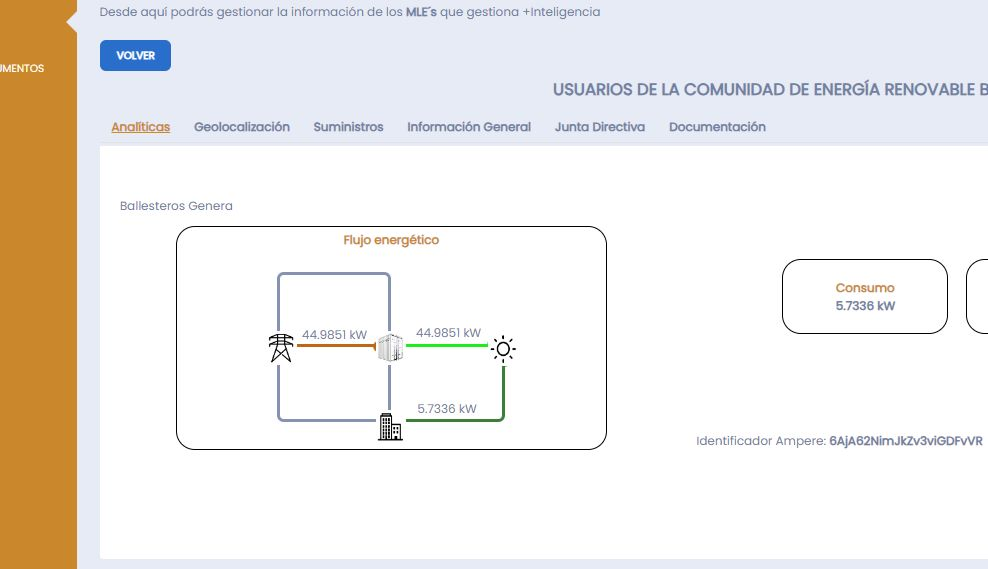 Desde aquí podrás gestionar la información de los MLE´s que gestiona +Inteligencia
VOLVER
UMENTOS
USUARIOS DE LA COMUNIDAD DE ENERGÍA RENOVABLE B
Analíticas Geolocalización Suministros Información General Junta Directiva Documentación
Ballesteros Genera
Flujo energético
44.9851 kW 44.9851 kW
5.7336 kW
Consumo
5.7336 kW
Identificador Ampere: 6AjA62NimJkZv3viGDFvVR